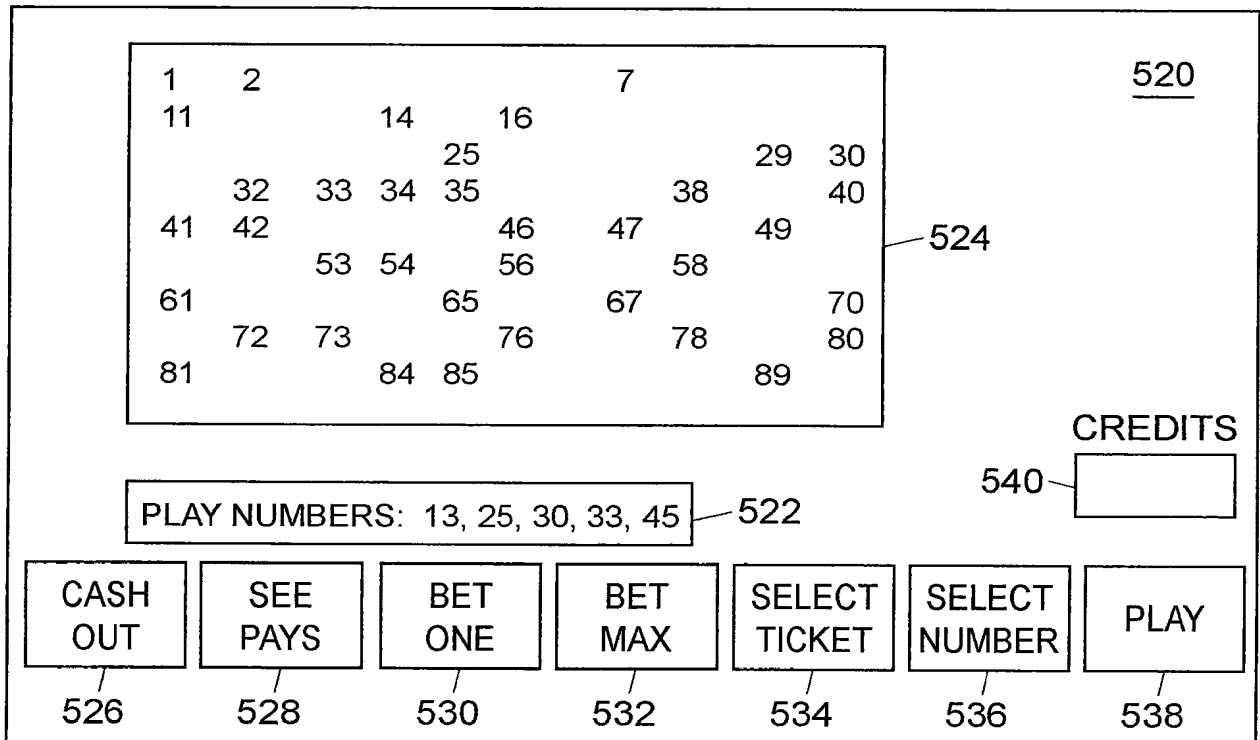 1 2 7 520
11 14 16
25 29 30
32 33 34 35 38 40
41 42 46 47 49 524
53 54 56 58
61 65 67 70
72 73 76 78 80
81 84 85 89
CREDITS
540
PLAY NUMBERS: 13, 25, 30, 33, 45 522
CASH OUT
SEE PAYS
BET ONE
BET MAX
SELECT TICKET
SELECT NUMBER
PLAY
526 528 530 532 534 536 538